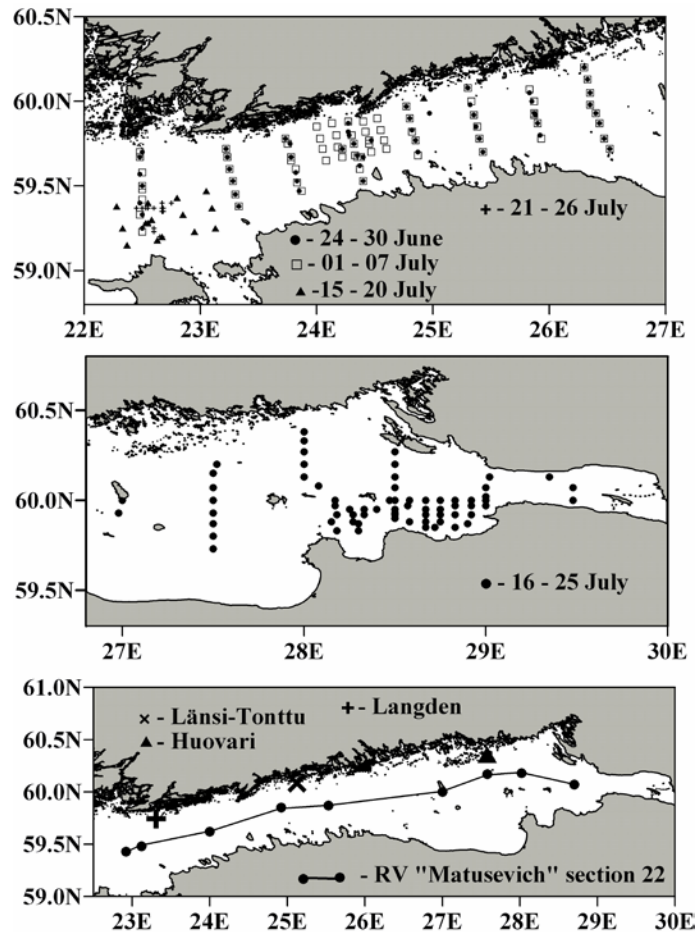 60.5N
60.0N
59.5N
59.0N
+ - 21 - 26 July
● - 24 - 30 June
□ - 01 - 07 July
▲ -15 - 20 July
22E 23E 24E 25E 26E 27E
60.5N
60.0N
59.5N
● - 16 - 25 July
27E 28E 29E 30E
61.0N
60.5N
60.0N
59.5N
59.0N
× - Länsi-Tonttu
+ - Langden
▲ - Huovari
●—● - RV "Matusevich" section 22
23E 24E 25E 26E 27E 28E 29E 30E